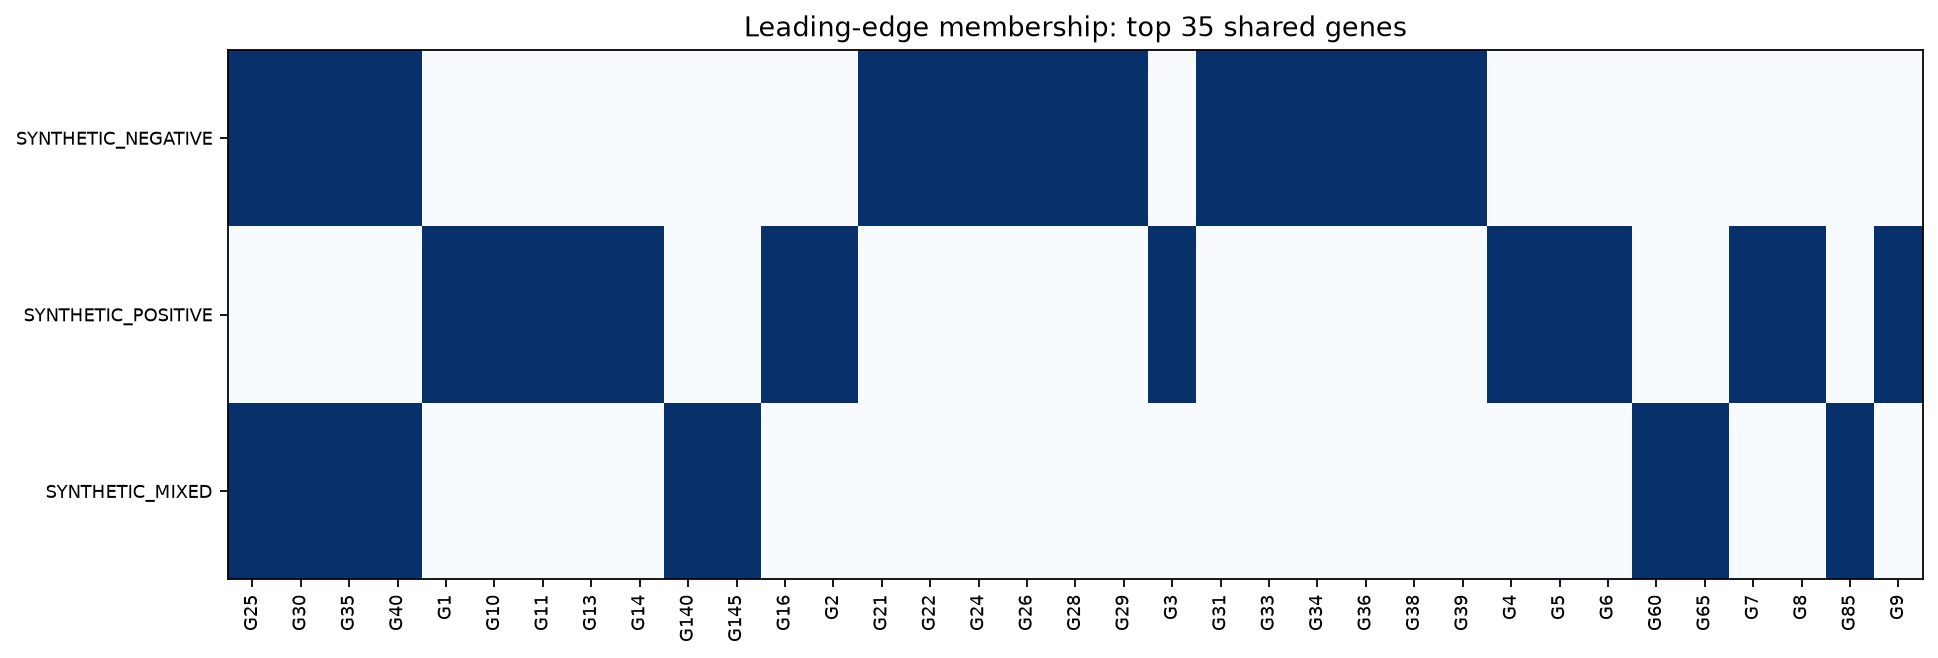 Leading-edge membership: top 35 shared genes
SYNTHETIC_NEGATIVE
SYNTHETIC_POSITIVE
SYNTHETIC_MIXED
G25 G30 G35 G40 G1 G10 G11 G13 G14 G140 G145 G16 G2 G21 G22 G24 G26 G28 G29 G3 G31 G33 G34 G36 G38 G39 G4 G5 G6 G60 G65 G7 G8 G85 G9